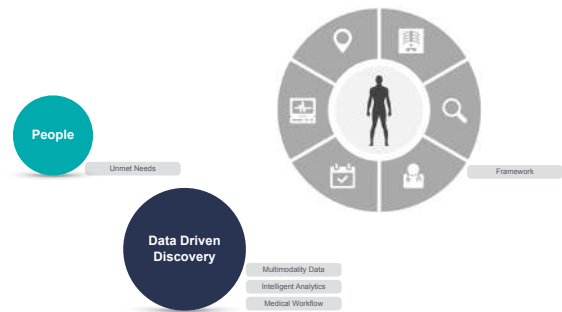 People
Unmet Needs
Framework
Data Driven
Discovery
Multimodality Data
Intelligent Analytics
Medical Workflow